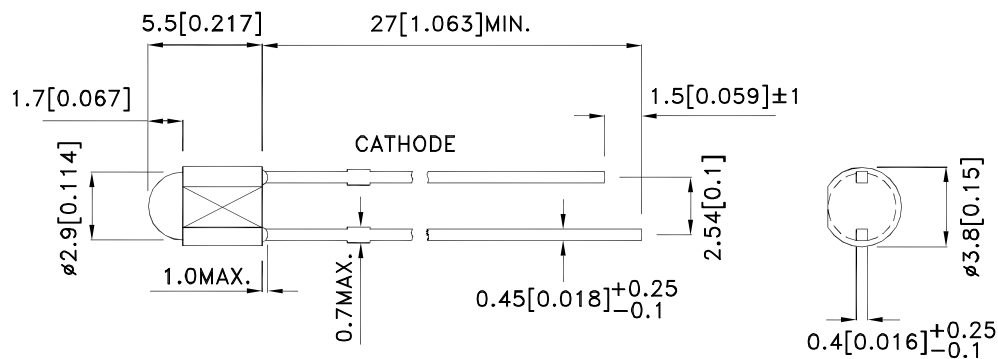 5.5[0.217]
27[1.063]MIN.
1.7[0.067]
1.5[0.059]±1
CATHODE
ø2.9[0.114]
2.54[0.1]
ø3.8[0.15]
1.0MAX.
0.7MAX.
0.45[0.018]+0.25
−0.1
0.4[0.016]+0.25
−0.1